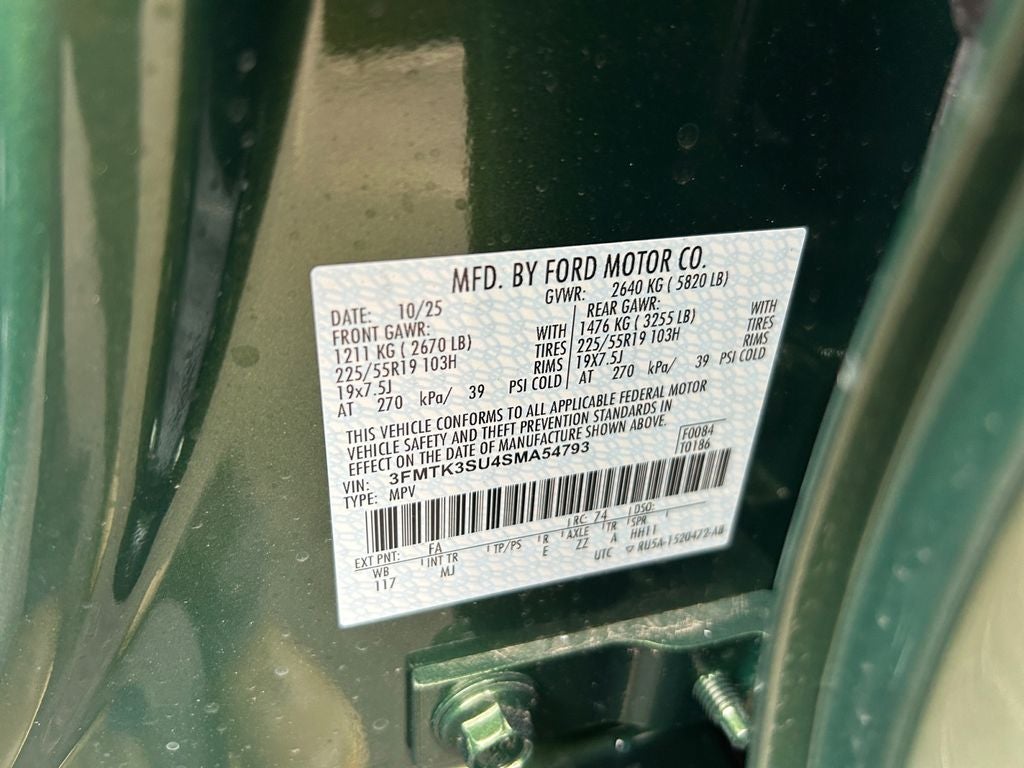 MFD. BY FORD MOTOR CO.
DATE: 10/25 GVWR: 2640 KG ( 5820 LB)
FRONT GAWR: REAR GAWR:
1211 KG ( 2670 LB) WITH 1476 KG ( 3255 LB) WITH
225/55R19 103H TIRES 225/55R19 103H TIRES
19x7.5J RIMS 19X7.5J RIMS
AT 270 kPa/ 39 PSI COLD AT 270 kPa/ 39 PSI COLD
THIS VEHICLE CONFORMS TO ALL APPLICABLE FEDERAL MOTOR
VEHICLE SAFETY AND THEFT PREVENTION STANDARDS IN
EFFECT ON THE DATE OF MANUFACTURE SHOWN ABOVE.
F0084
T0186
VIN: 3FMTK3SU4SMA54793
TYPE: MPV
EXT PNT: FA RC: 74 DSO:
WB INT TR TP/PS R AXLE TR SPR
117 MJ E ZZ A HH11
UTC ▽ RU5A-1520472-AB